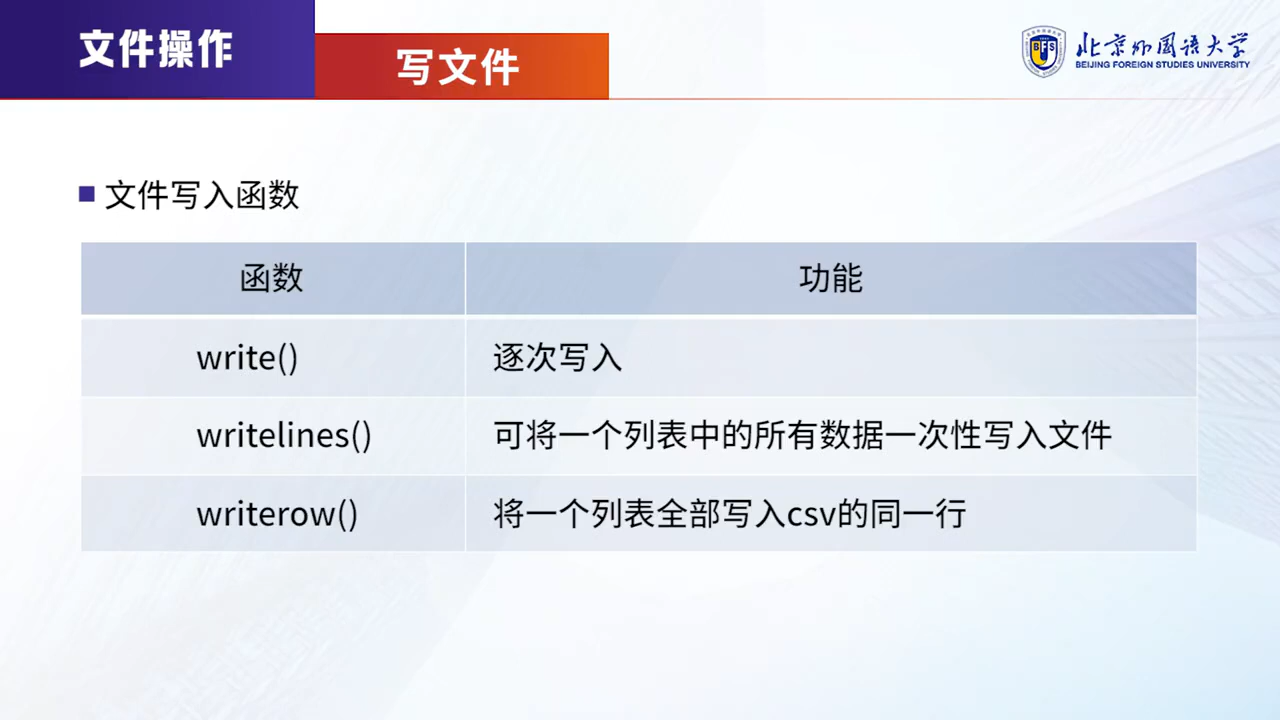 文件操作
写文件
北京外国语大学
BEIJING FOREIGN STUDIES UNIVERSITY
BFS
文件写入函数
函数 功能
write() 逐次写入
writelines() 可将一个列表中的所有数据一次性写入文件
writerow() 将一个列表全部写入csv的同一行